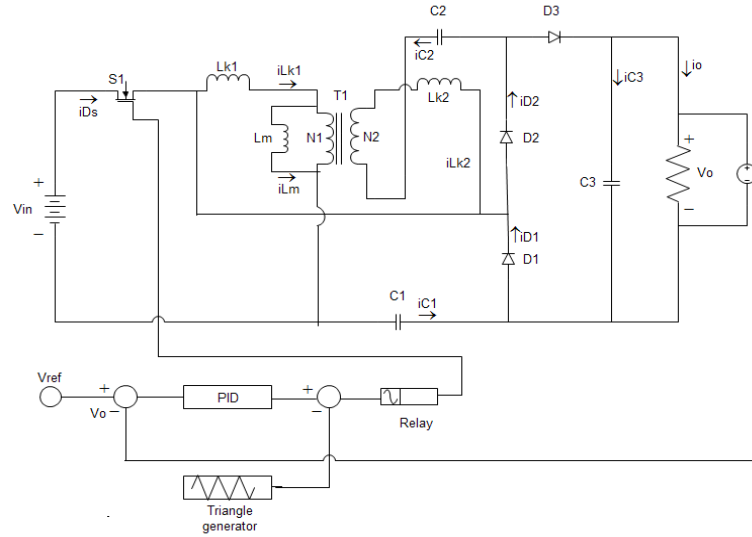 C2
D3
iC2
Lk1
iLk1
S1
T1
iDs
Lk2
iD2
iC3
io
Lm
N1
N2
D2
+
iLk2
C3
Vo
+
-
iLm
-
+
Vin
-
iD1
D1
C1
iC1
Vref
+
Vo
-
PID
+
-
Relay
Triangle
generator